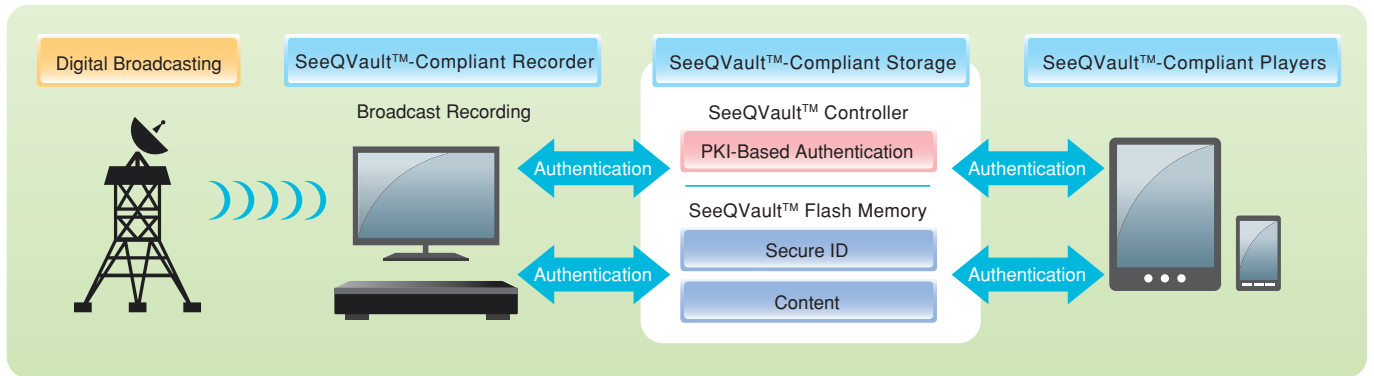 Digital Broadcasting
SeeQVault™-Compliant Recorder
SeeQVault™-Compliant Storage
SeeQVault™-Compliant Players
Broadcast Recording
SeeQVault™ Controller
Authentication
PKI-Based Authentication
Authentication
SeeQVault™ Flash Memory
Secure ID
Authentication
Authentication
Content